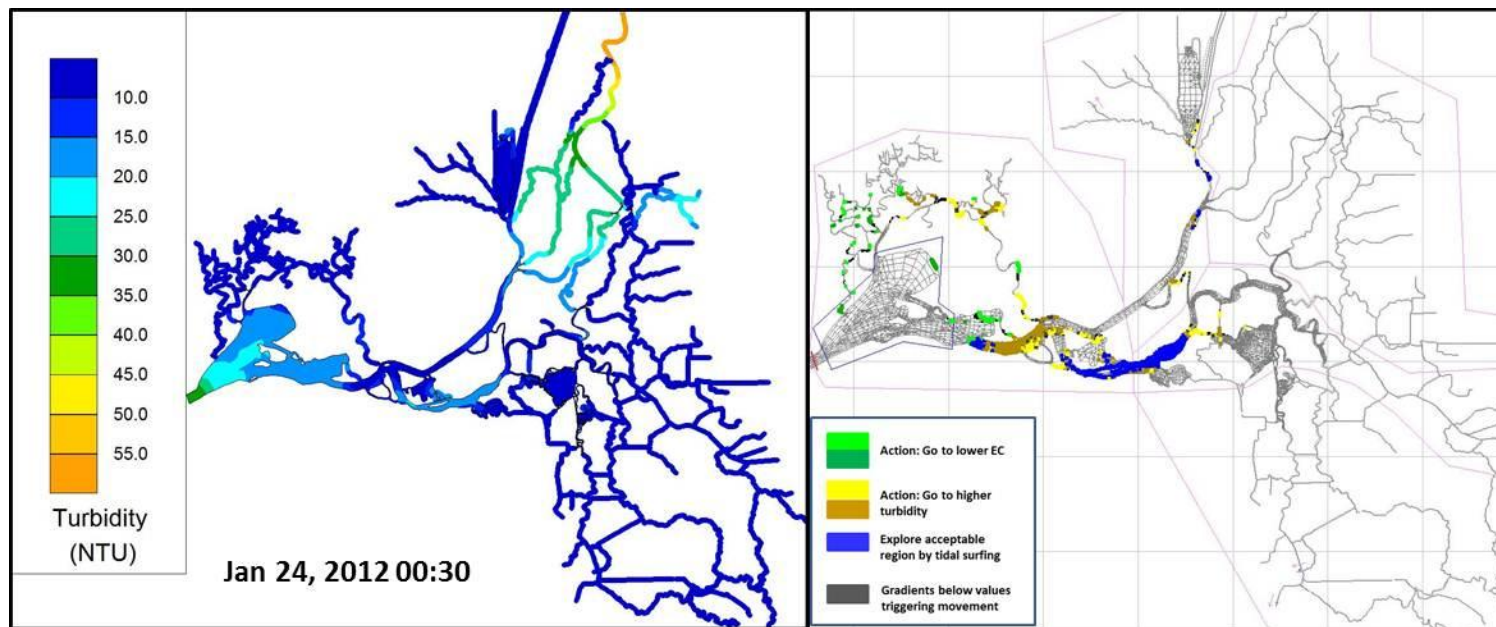 10.0
15.0
20.0
25.0
30.0
35.0
40.0
45.0
50.0
55.0
Turbidity
(NTU)
Jan 24, 2012 00:30
Action: Go to lower EC
Action: Go to higher
turbidity
Explore acceptable
region by tidal surfing
Gradients below values
triggering movement